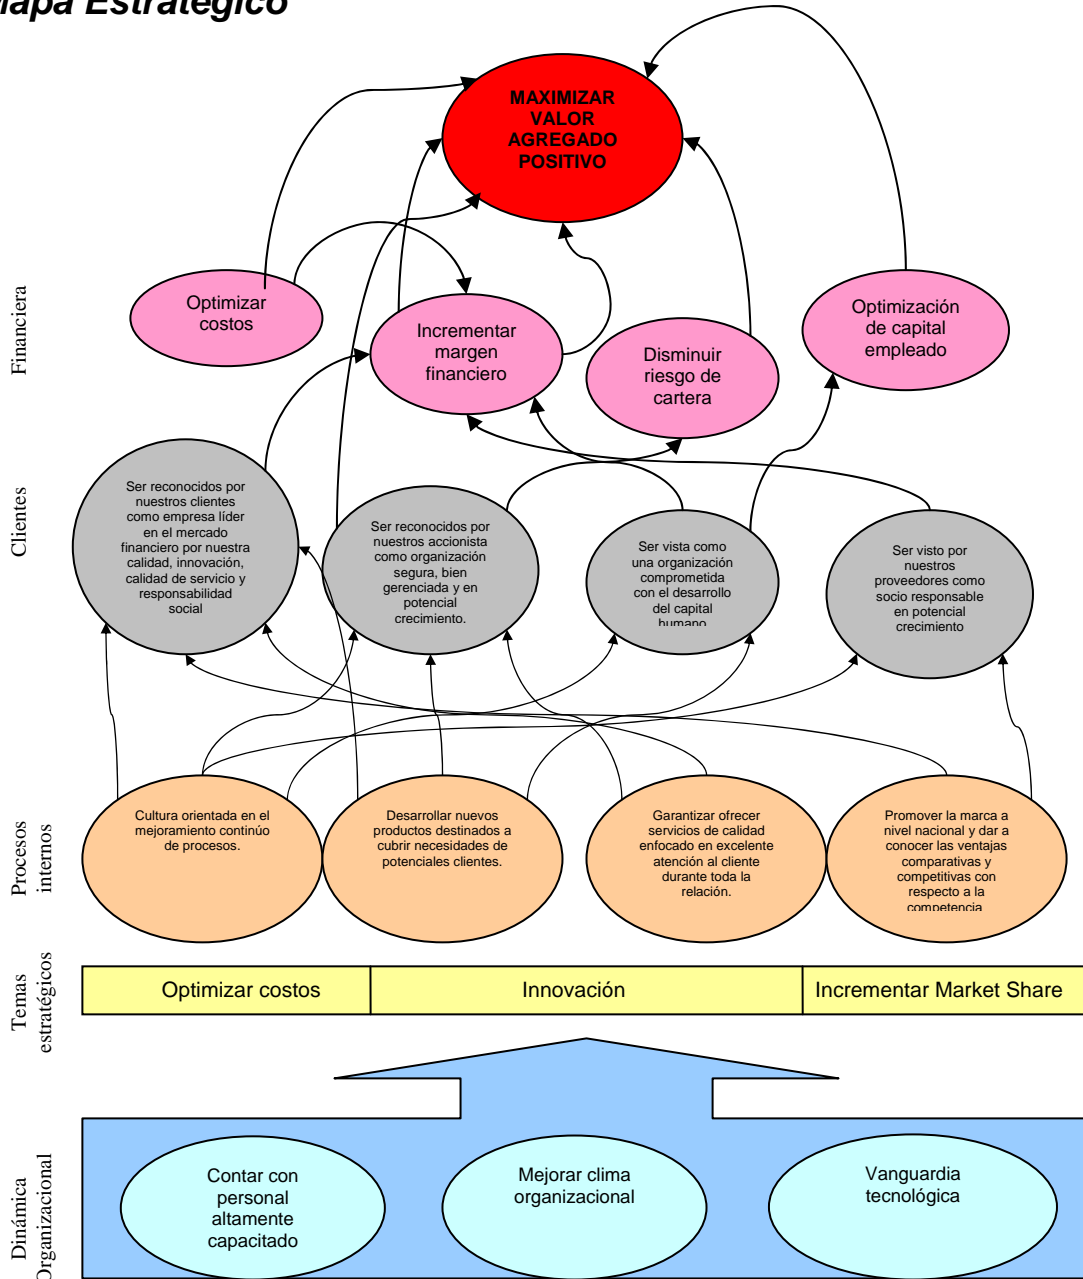 Mapa Estratégico
MAXIMIZAR
VALOR
AGREGADO
POSITIVO
Financiera
Optimizar
costos
Incrementar
margen
financiero
Disminuir
riesgo de
cartera
Optimización
de capital
empleado
Clientes
Ser reconocidos por
nuestros clientes
como empresa líder
en el mercado
financiero por nuestra
calidad, innovación,
calidad de servicio y
responsabilidad
social
Ser reconocidos por
nuestros accionista
como organización
segura, bien
gerenciada y en
potencial
crecimiento.
Ser vista como
una organización
comprometida
con el desarrollo
del capital
humano
Ser visto por
nuestros
proveedores como
socio responsable
en potencial
crecimiento
Procesos
internos
Cultura orientada en el
mejoramiento continúo
de procesos.
Desarrollar nuevos
productos destinados a
cubrir necesidades de
potenciales clientes.
Garantizar ofrecer
servicios de calidad
enfocado en excelente
atención al cliente
durante toda la
relación.
Promover la marca a
nivel nacional y dar a
conocer las ventajas
comparativas y
competitivas con
respecto a la
competencia
Temas
estratégicos
Optimizar costos
Innovación
Incrementar Market Share
Dinámica
Organizacional
Contar con
personal
altamente
capacitado
Mejorar clima
organizacional
Vanguardia
tecnológica